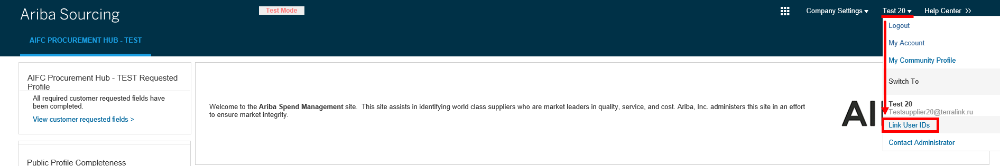 Ariba Sourcing
Test Mode
Company Settings
Test 20
Help Center
AIFC PROCUREMENT HUB - TEST
Logout
My Account
My Community Profile
Switch To
Test 20
Testsupplier20@terralink.ru
Link User IDs
Contact Administrator
AIFC Procurement Hub - TEST Requested
Profile
All required customer requested fields have
been completed.
View customer requested fields >
Public Profile Completeness
Welcome to the Ariba Spend Management site. This site assists in identifying world class suppliers who are market leaders in quality, service, and cost. Ariba, Inc. administers this site in an effort
to ensure market integrity.